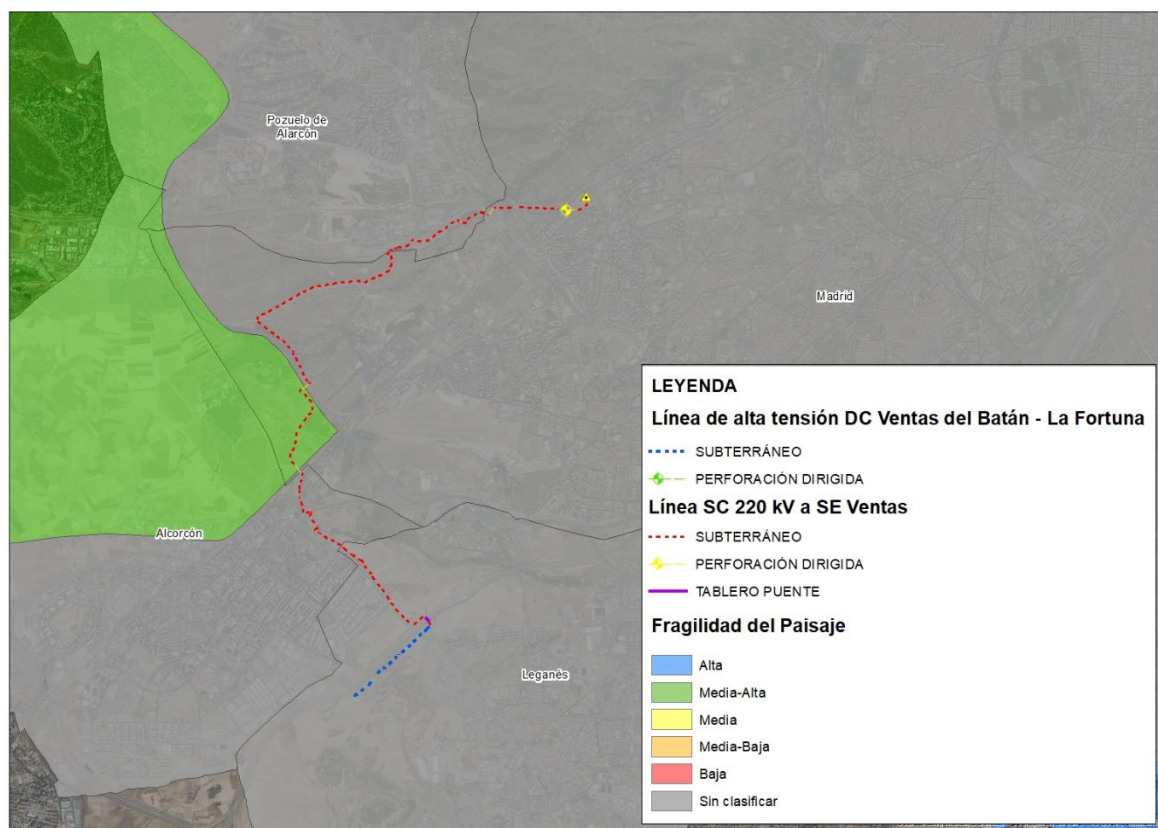 Pozuelo de
Alarcón
Madrid
Alcorcón
Leganés
LEYENDA
Línea de alta tensión DC Ventas del Batán - La Fortuna
SUBTERRÁNEO
PERFORACIÓN DIRIGIDA
Línea SC 220 kV a SE Ventas
SUBTERRÁNEO
PERFORACIÓN DIRIGIDA
TABLERO PUENTE
Fragilidad del Paisaje
Alta
Media-Alta
Media
Media-Baja
Baja
Sin clasificar